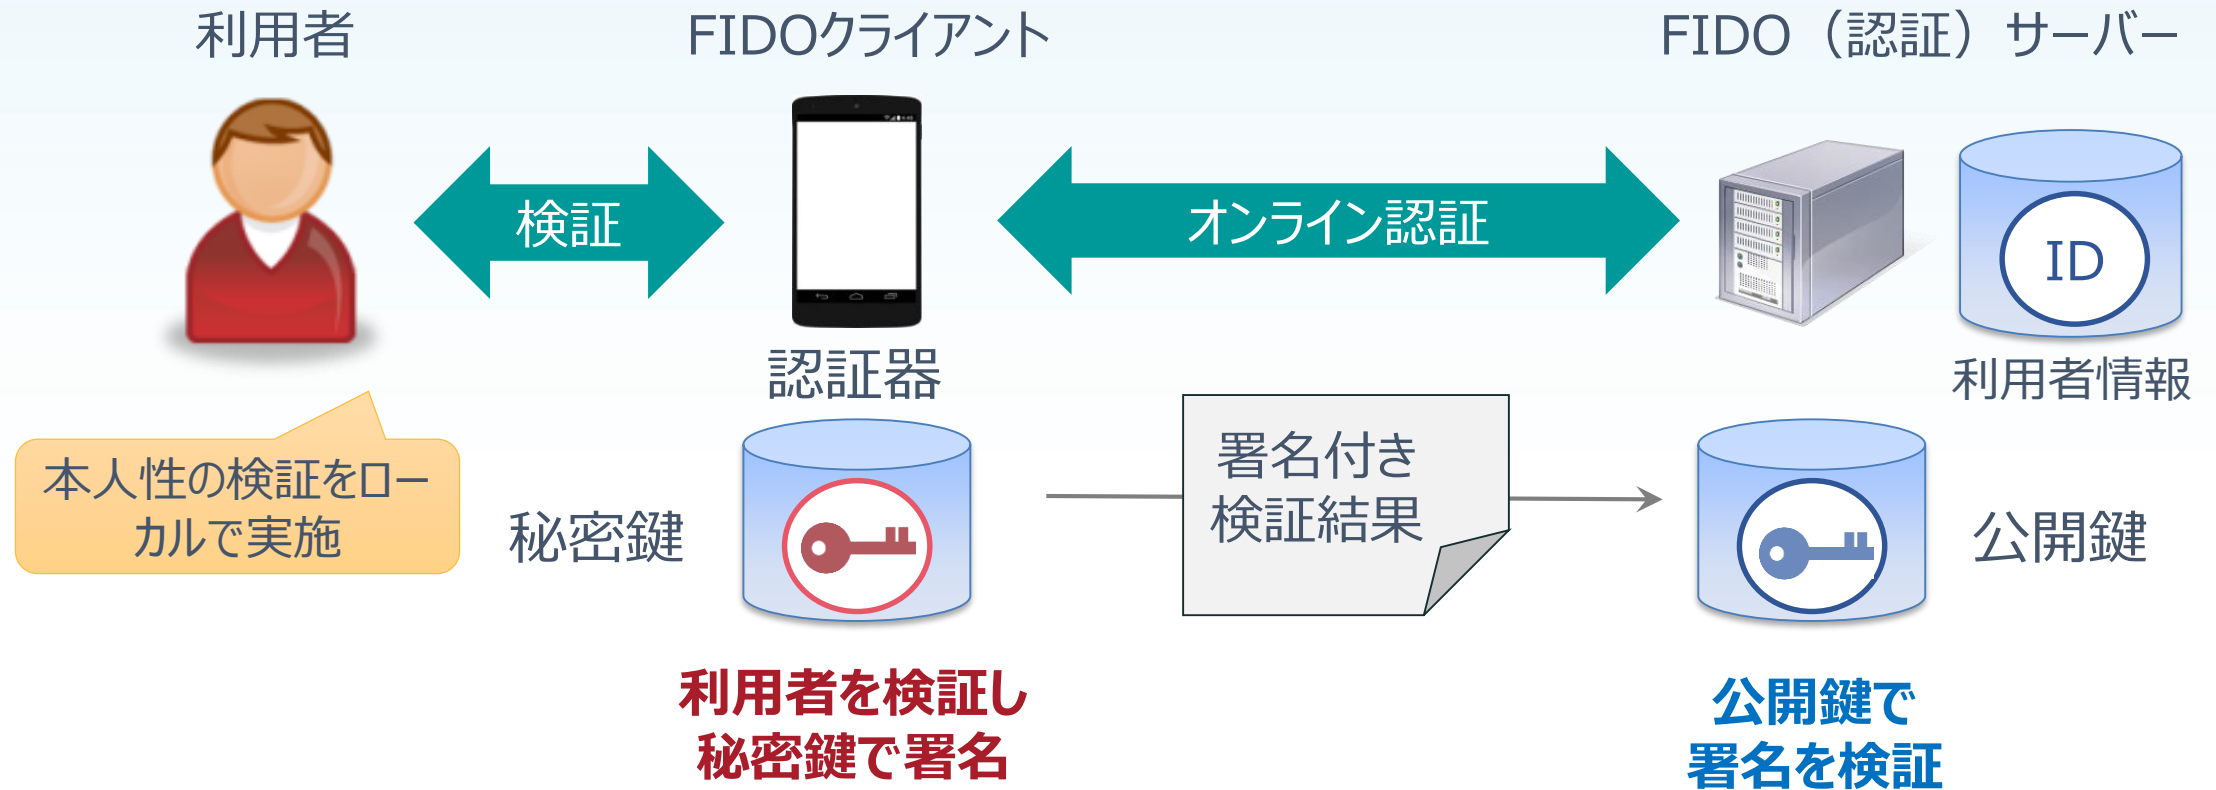 利用者
FIDOクライアント
FIDO（認証）サーバー
検証
オンライン認証
ID
認証器
利用者情報
本人性の検証をロー
カルで実施
秘密鍵
署名付き
検証結果
公開鍵
利用者を検証し
秘密鍵で署名
公開鍵で
署名を検証